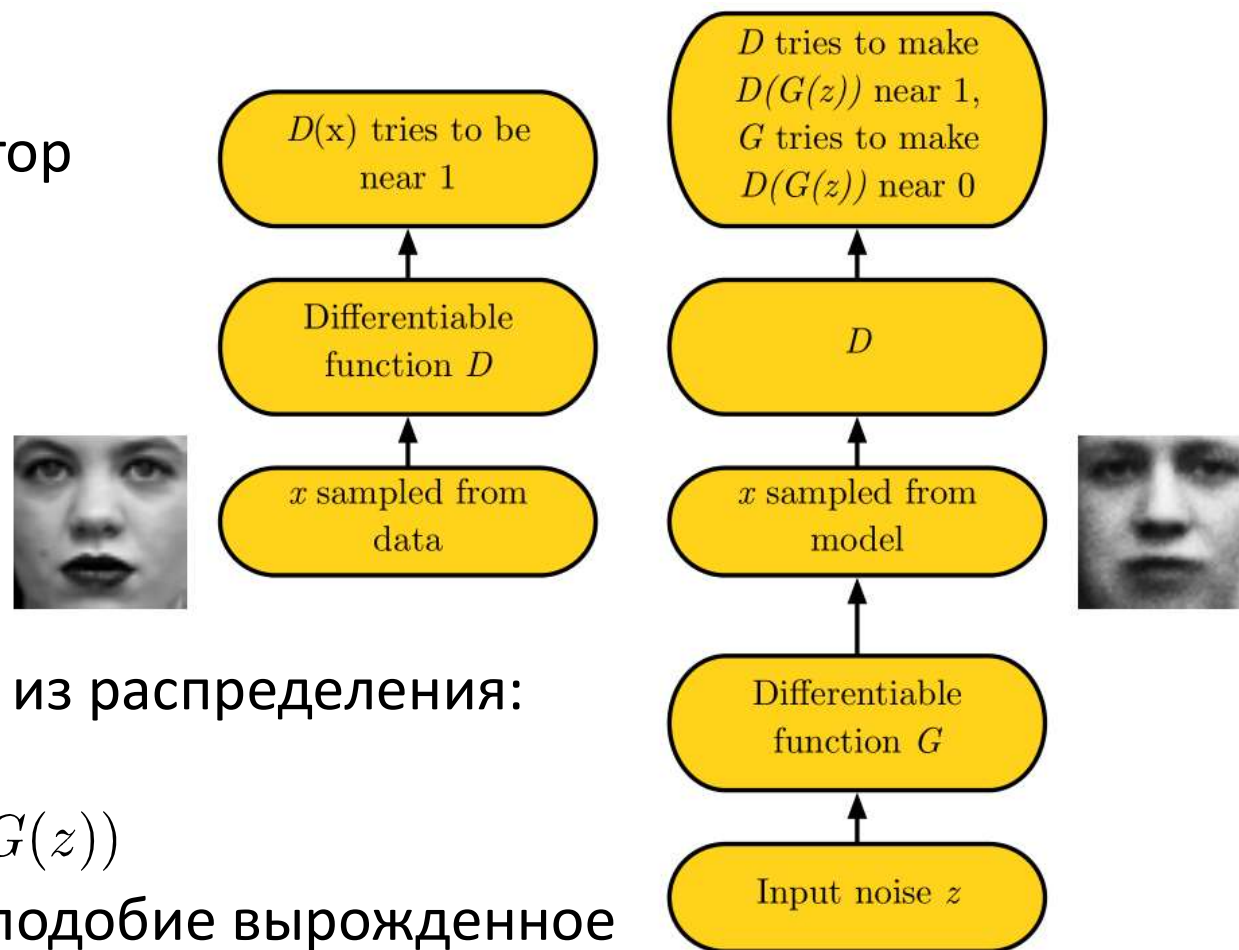 тор
D(x) tries to be
near 1
Differentiable
function D
x sampled from
data
D tries to make
D(G(z)) near 1,
G tries to make
D(G(z)) near 0
D
x sampled from
model
Differentiable
function G
Input noise z
из распределения:
G(z))
подобие вырожденное